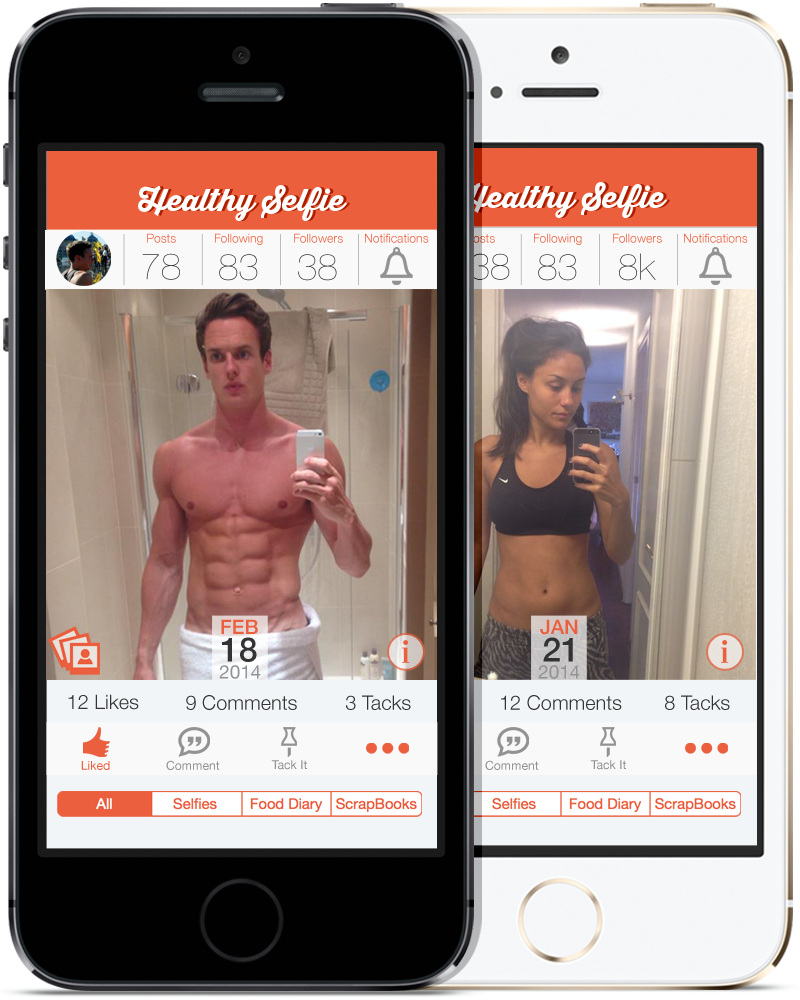 Healthy Selfie
Posts Following Followers Notifications
78 83 38
FEB
18
2014
i
12 Likes 9 Comments 3 Tacks
Liked Comment Tack It
All Selfies Food Diary ScrapBooks
Healthy Selfie
osts Following Followers Notifications
38 83 8k
JAN
21
2014
i
12 Comments 8 Tacks
Comment Tack It
Selfies Food Diary ScrapBooks